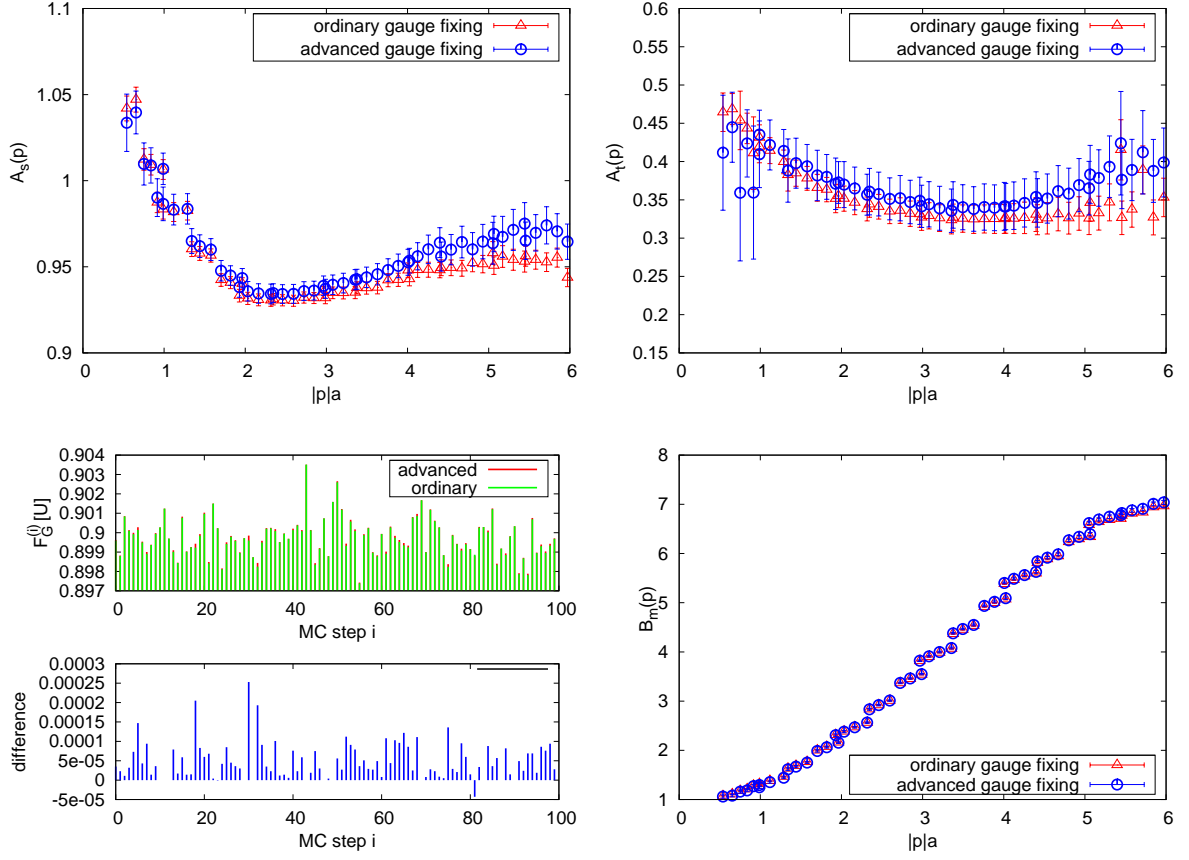 ordinary gauge fixing
advanced gauge fixing
1.1
1.05
1
0.95
0.9
A_s(p)
0 1 2 3 4 5 6
|p|a
ordinary gauge fixing
advanced gauge fixing
0.6
0.55
0.5
0.45
0.4
0.35
0.3
0.25
0.2
0.15
A_t(p)
0 1 2 3 4 5 6
|p|a
advanced
ordinary
0.904
0.903
0.902
0.901
0.9
0.899
0.898
0.897
F_G^(i) [U]
0 20 40 60 80 100
MC step i
0.0003
0.00025
0.0002
0.00015
0.0001
5e-05
0
-5e-05
difference
0 20 40 60 80 100
MC step i
8
7
6
5
4
3
2
1
B_m(p)
ordinary gauge fixing
advanced gauge fixing
0 1 2 3 4 5 6
|p|a